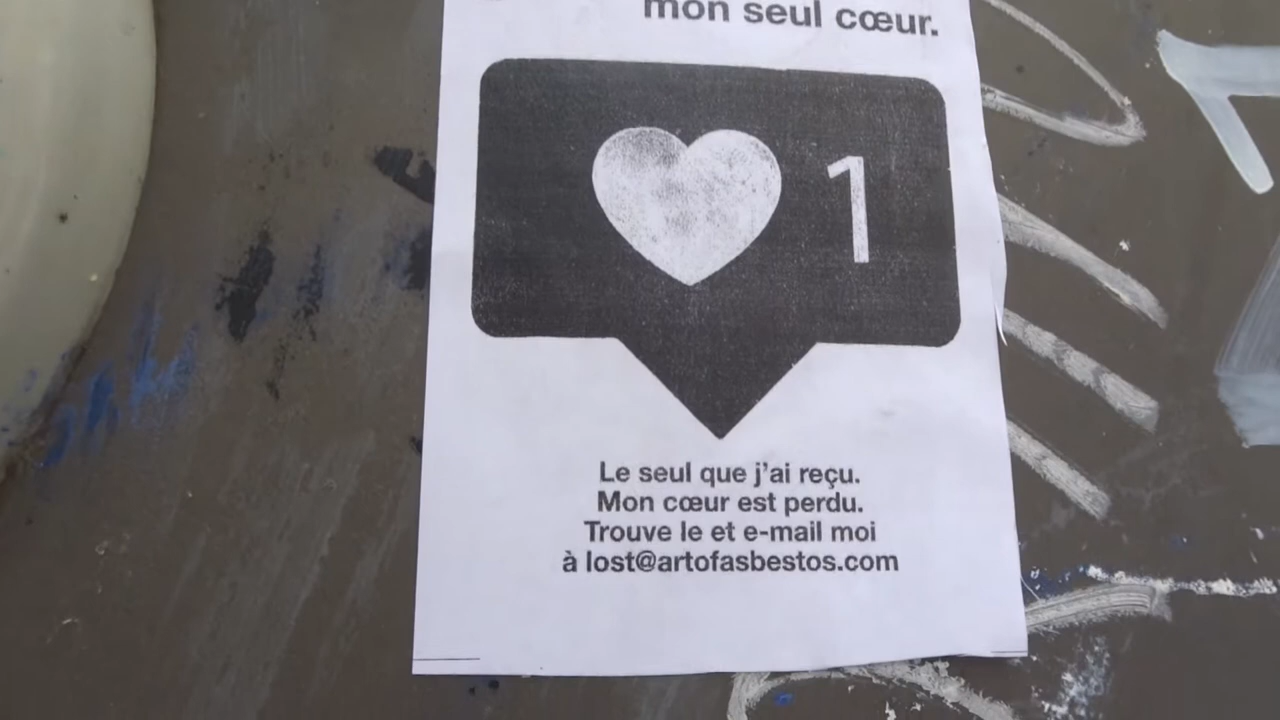 mon seul cœur.
1
Le seul que j'ai reçu.
Mon cœur est perdu.
Trouve le et e-mail moi
à lost@artofasbestos.com